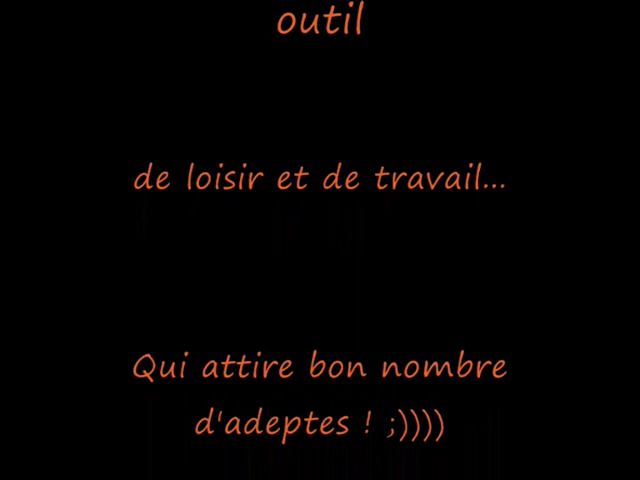 outil
de loisir et de travail...
Qui attire bon nombre
d'adeptes ! ;))))